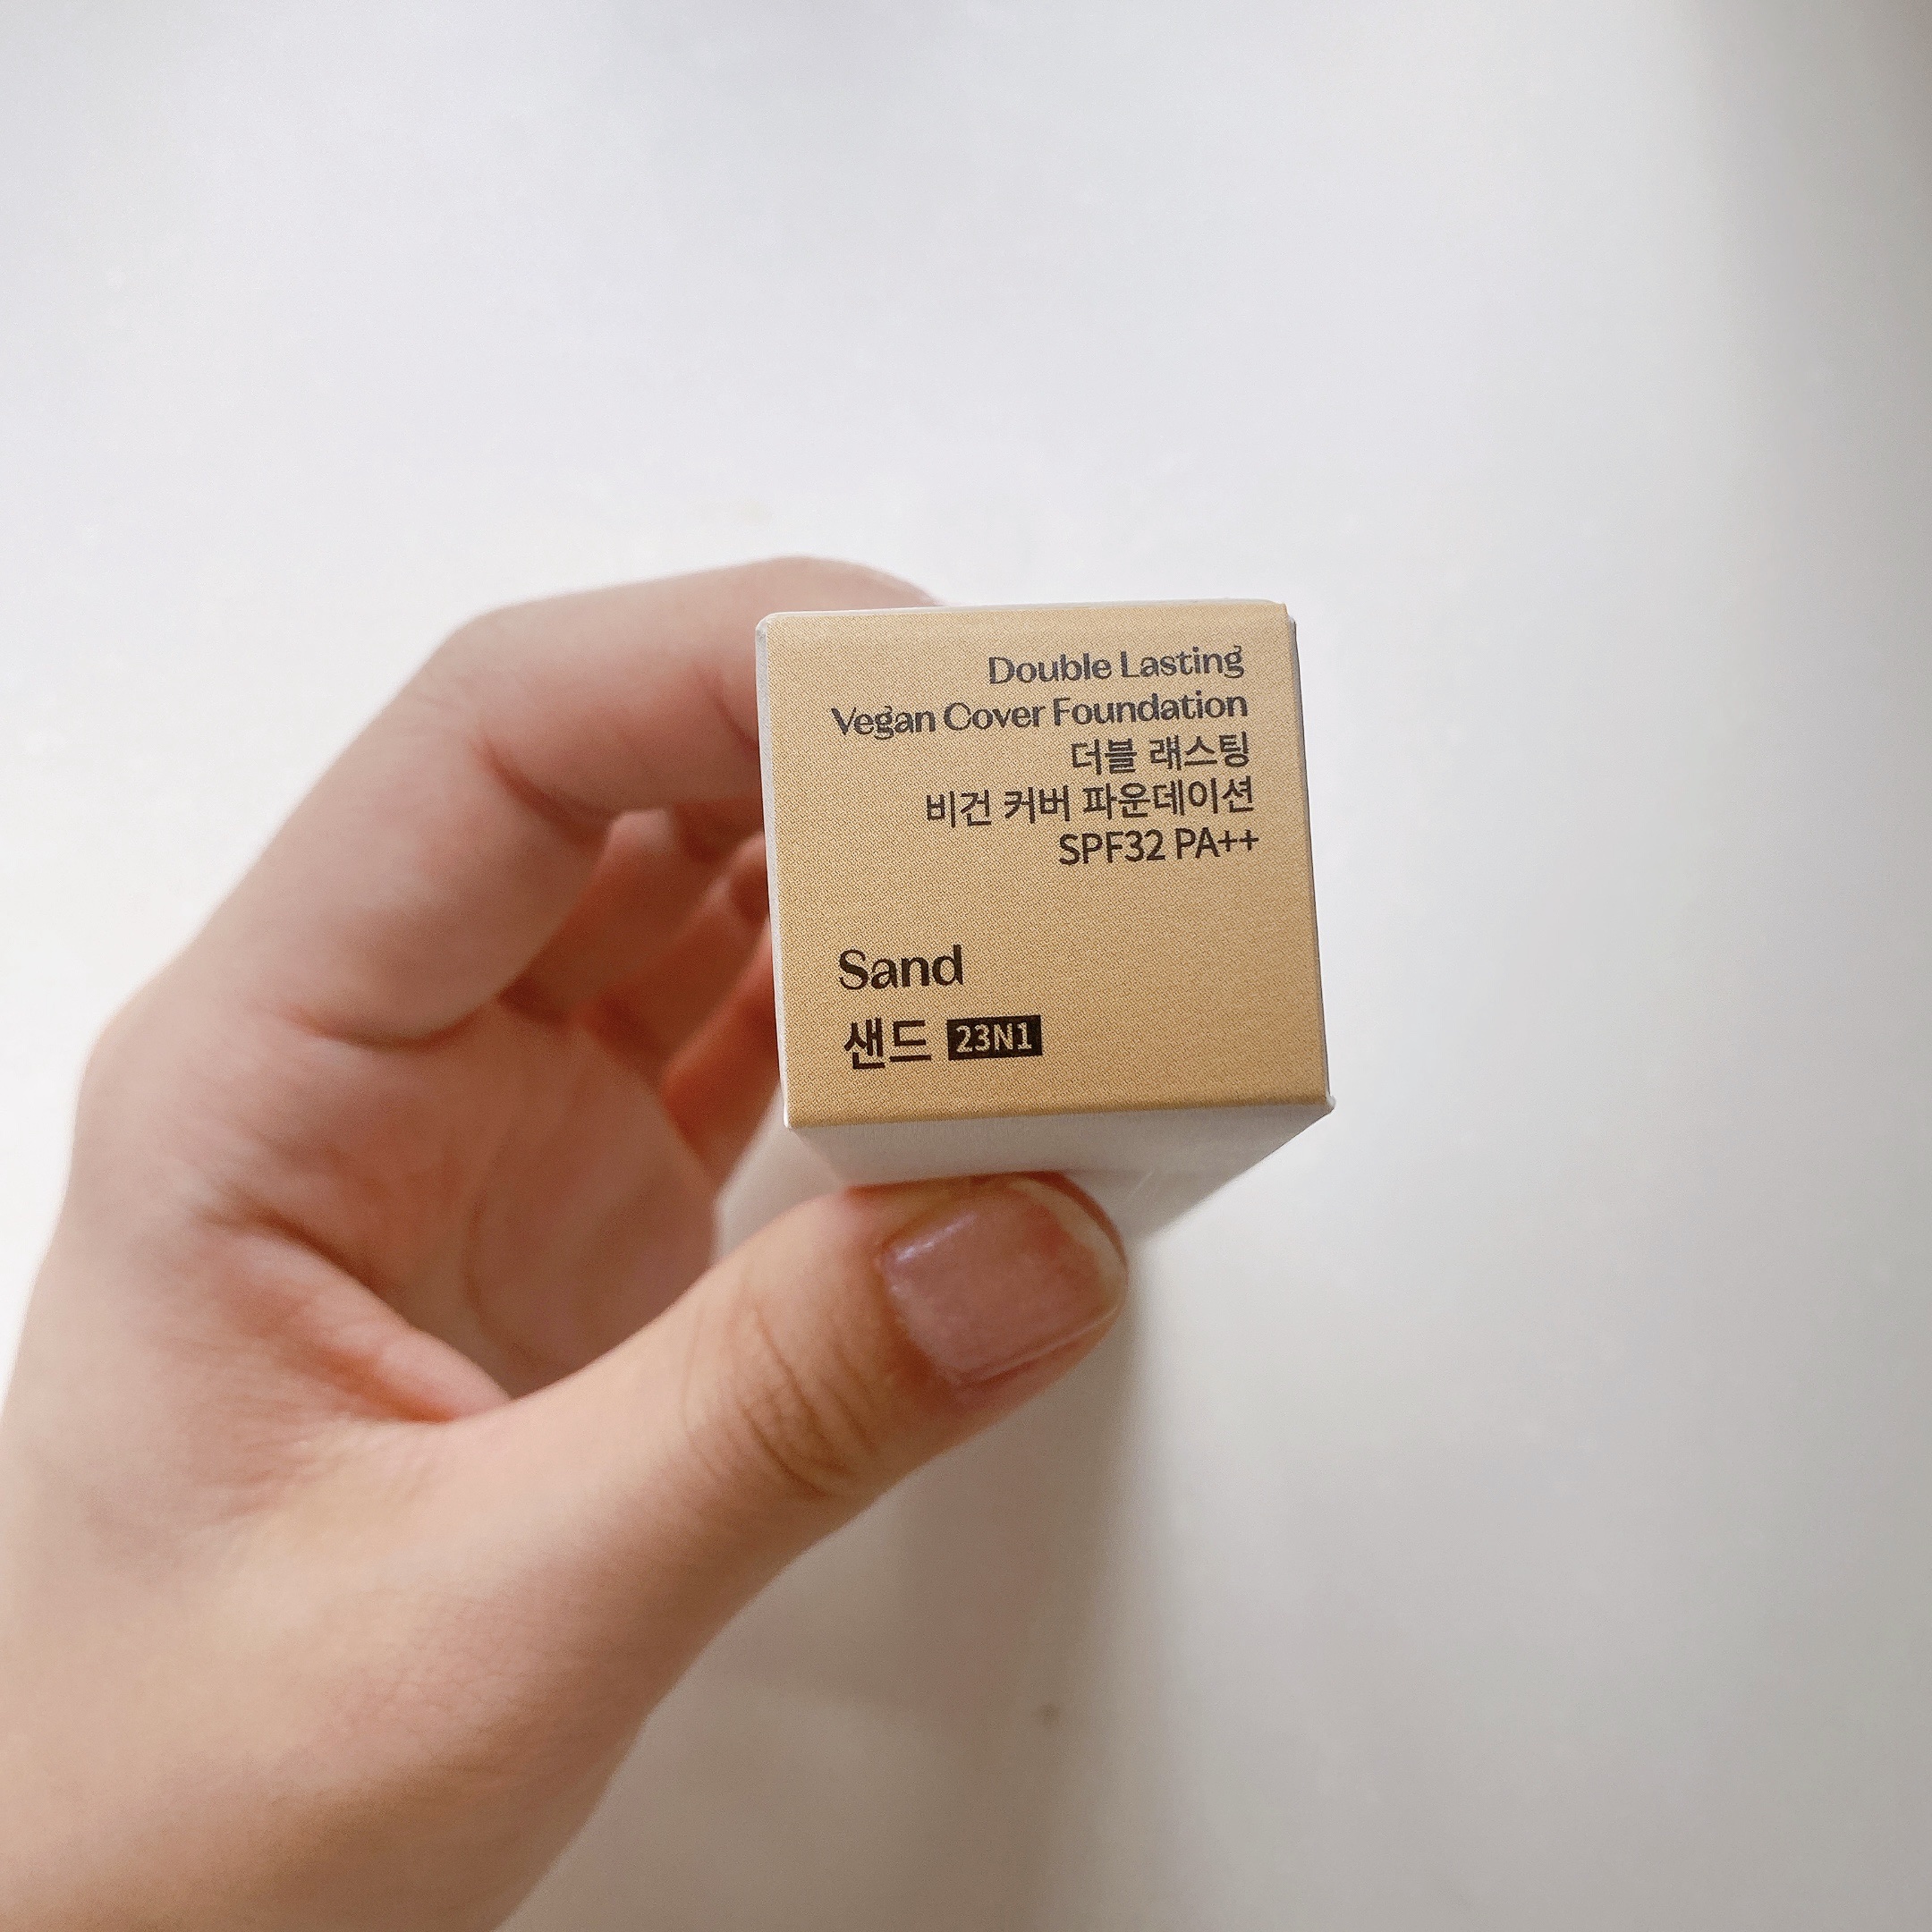 Double Lasting
Vegan Cover Foundation
더블 래스팅
비건 커버 파운데이션
SPF32 PA++
Sand
샌드 23N1